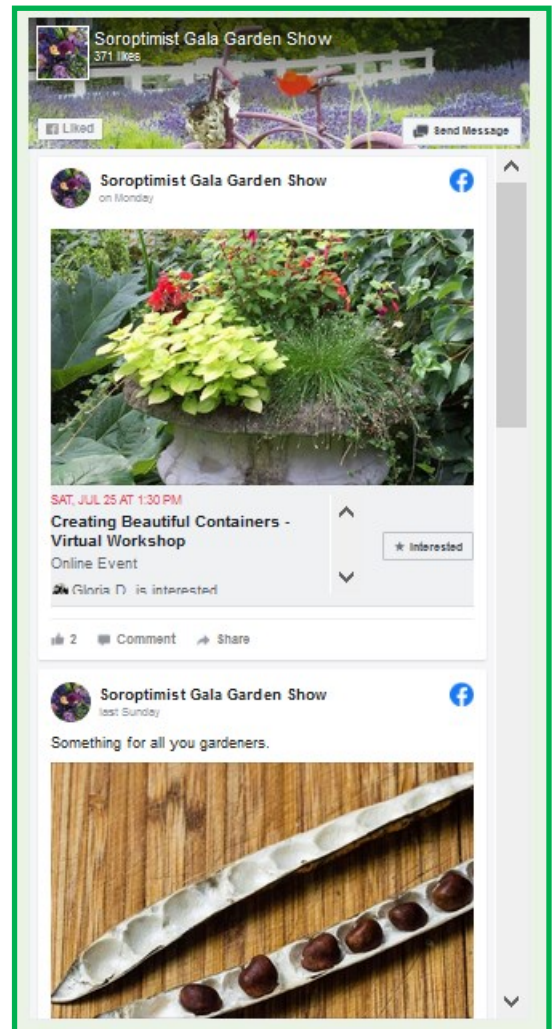 Soroptimist Gala Garden Show
371 likes
Liked
Send Message
Soroptimist Gala Garden Show
on Monday
SAT, JUL 25 AT 1:30 PM
Creating Beautiful Containers -
Virtual Workshop
Online Event
Interested
Gloria D. is interested
2 Comment Share
Soroptimist Gala Garden Show
last Sunday
Something for all you gardeners.